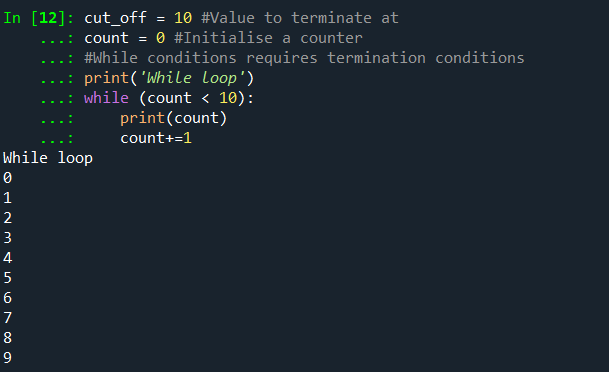 In [12]: cut_off = 10 #Value to terminate at
    ...: count = 0 #Initialise a counter
    ...: #While conditions requires termination conditions
    ...: print('While loop')
    ...: while (count < 10):
    ...:     print(count)
    ...:     count+=1
While loop
0
1
2
3
4
5
6
7
8
9